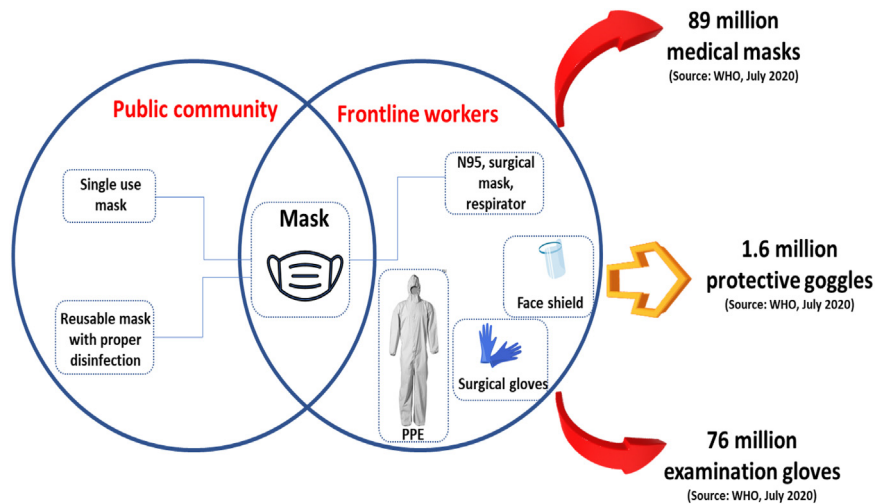 89 million
medical masks
(Source: WHO, July 2020)
Public community
Frontline workers
Single use
mask
N95, surgical
mask,
respirator
Mask
Reusable mask
with proper
disinfection
Face shield
Surgical gloves
PPE
1.6 million
protective goggles
(Source: WHO, July 2020)
76 million
examination gloves
(Source: WHO, July 2020)